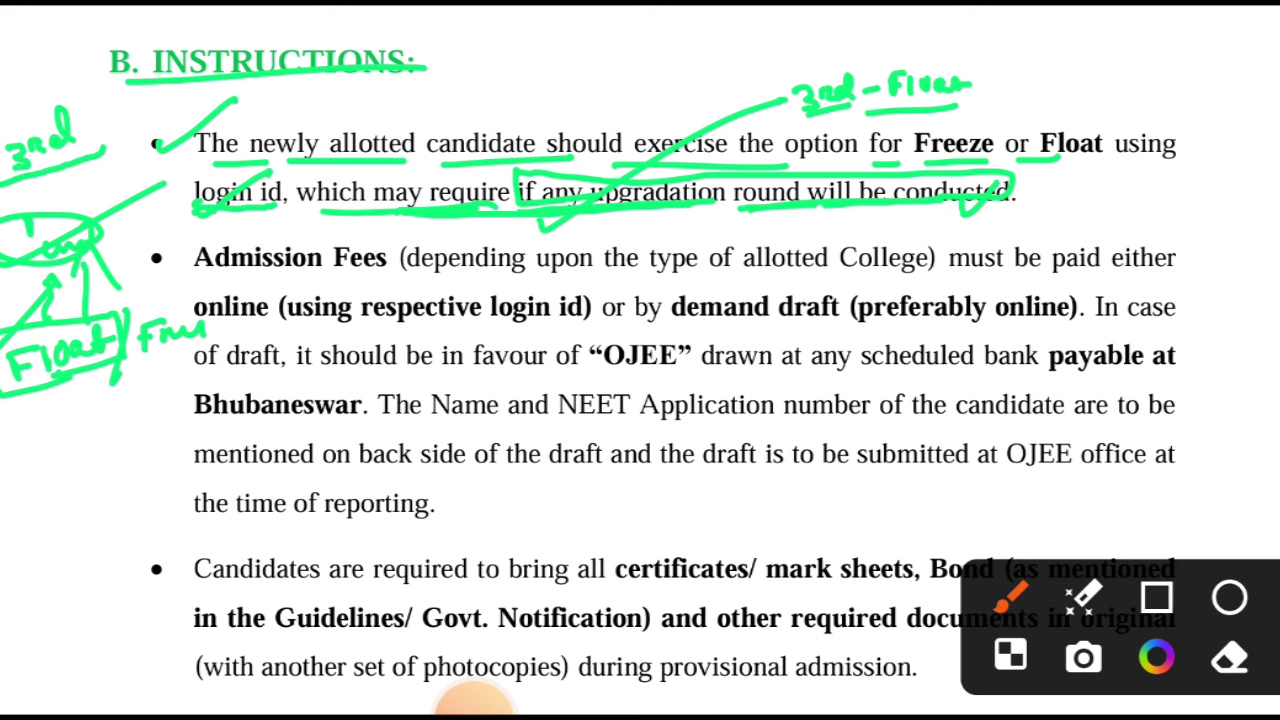 B. INSTRUCTIONS:
3rd - Float
3rd
• The newly allotted candidate should exercise the option for Freeze or Float using
login id, which may require if any upgradation round will be conducted.
• Admission Fees (depending upon the type of allotted College) must be paid either
online (using respective login id) or by demand draft (preferably online). In case
Float
of draft, it should be in favour of “OJEE” drawn at any scheduled bank payable at
Bhubaneswar. The Name and NEET Application number of the candidate are to be
mentioned on back side of the draft and the draft is to be submitted at OJEE office at
the time of reporting.
• Candidates are required to bring all certificates/ mark sheets, Bond (as mentioned
in the Guidelines/ Govt. Notification) and other required documents in original
(with another set of photocopies) during provisional admission.